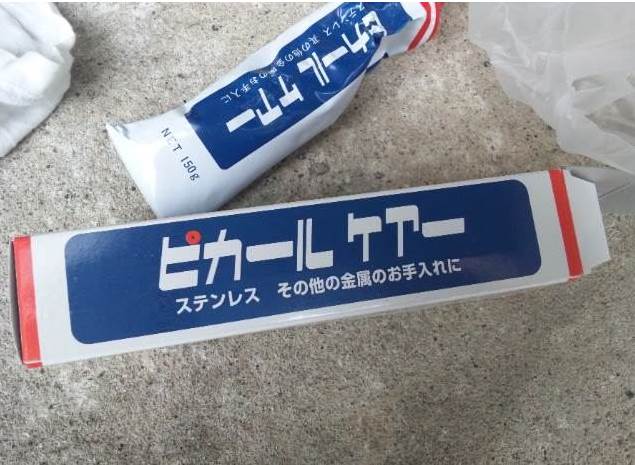 ステンレス その他の金属のお手入れに
ピカールケアー
NET 150g
ピカール ケアー
ステンレス その他の金属のお手入れに